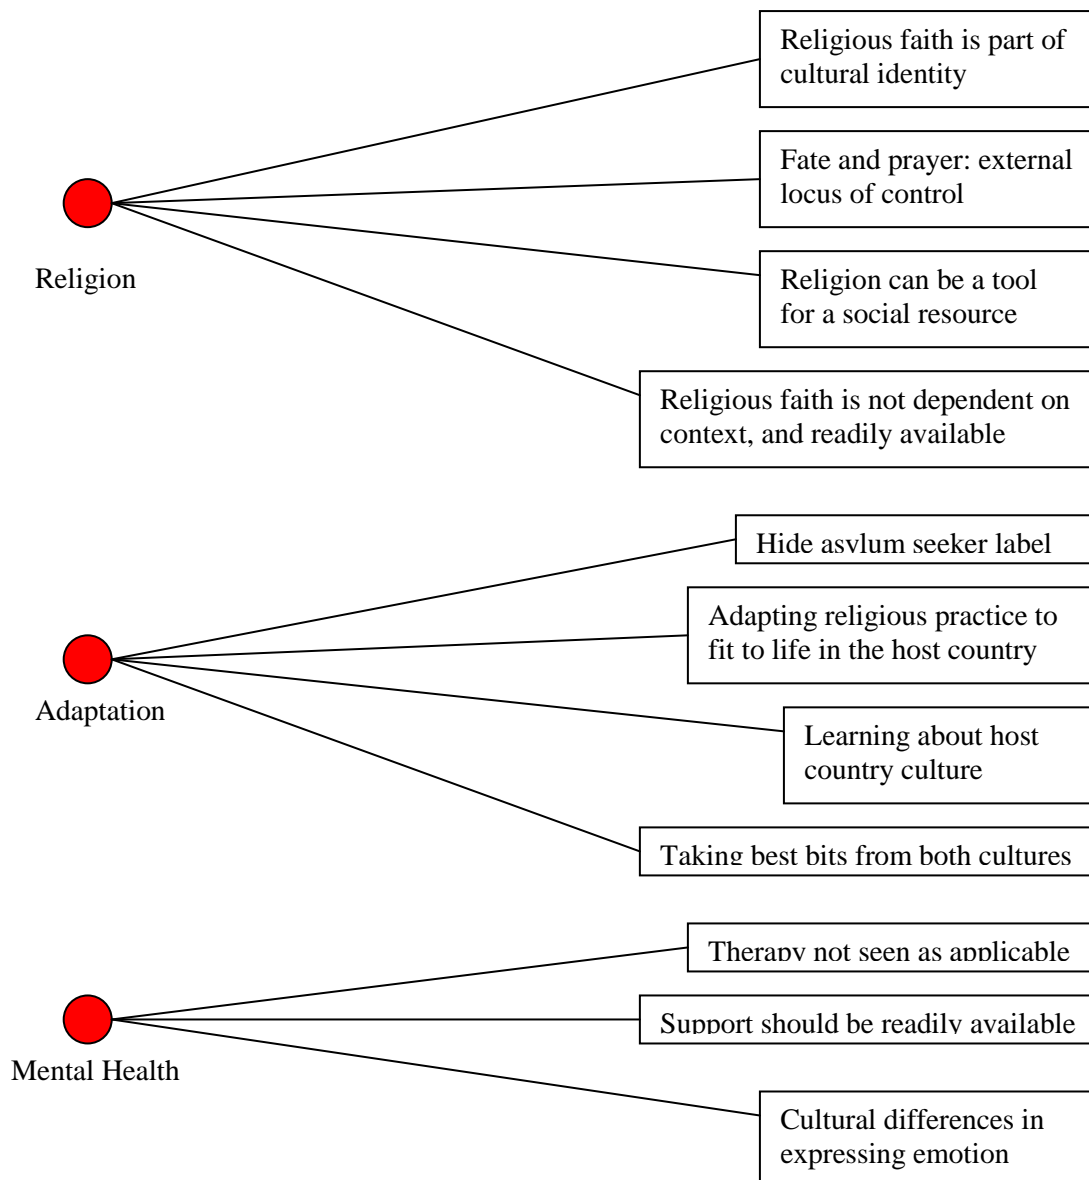 Religious faith is part of
cultural identity
Fate and prayer: external
locus of control
Religion
Religion can be a tool
for a social resource
Religious faith is not dependent on
context, and readily available
Hide asylum seeker label
Adapting religious practice to
fit to life in the host country
Adaptation
Learning about host
country culture
Taking best bits from both cultures
Therapy not seen as applicable
Support should be readily available
Mental Health
Cultural differences in
expressing emotion